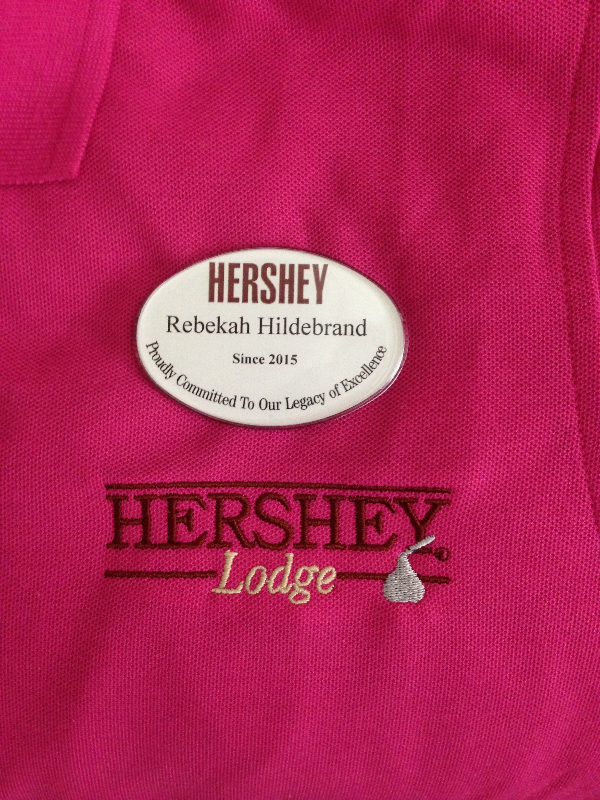 HERSHEY
Rebekah Hildebrand
Since 2015
Proudly Committed To Our Legacy of Excellence
HERSHEY
Lodge